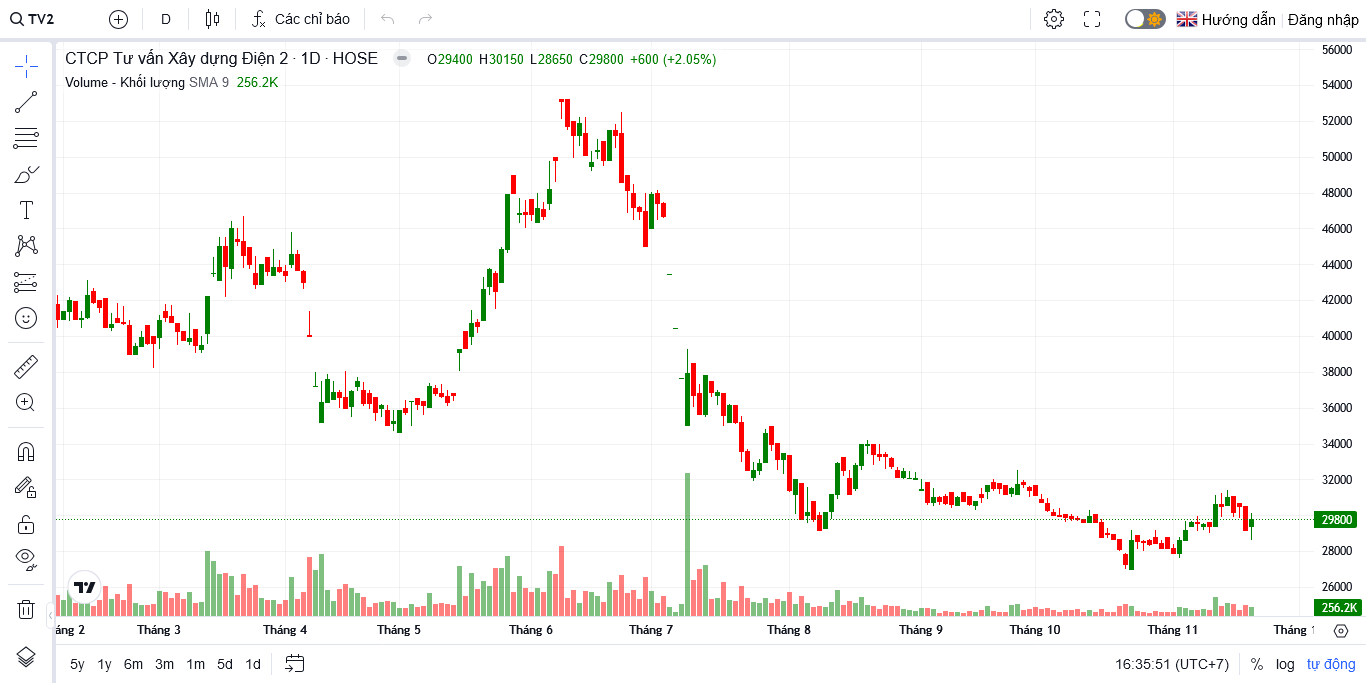 TV2 D Các chỉ báo Hướng dẫn Đăng nhập
CTCP Tư vấn Xây dựng Điện 2 · 1D · HOSE O29400 H30150 L28650 C29800 +600 (+2.05%)
Volume - Khối lượng SMA 9 256.2K
56000
54000
52000
50000
48000
46000
44000
42000
40000
38000
36000
34000
32000
29800
28000
26000
256.2K
áng 2 Tháng 3 Tháng 4 Tháng 5 Tháng 6 Tháng 7 Tháng 8 Tháng 9 Tháng 10 Tháng 11 Tháng 1
5y 1y 6m 3m 1m 5d 1d 16:35:51 (UTC+7) % log tự động